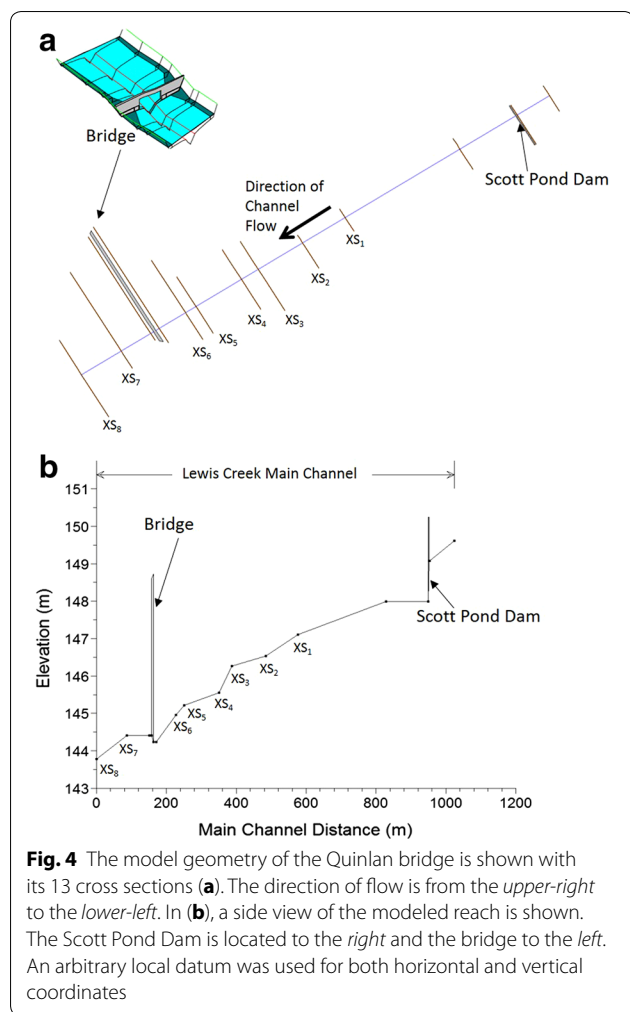 a
Bridge
Scott Pond Dam
Direction of
Channel
Flow
XS1
XS2
XS3
XS4
XS5
XS6
XS7
XS8
b
Lewis Creek Main Channel
151
150
149
148
147
146
145
144
143
Elevation (m)
Bridge
Scott Pond Dam
XS1
XS2
XS3
XS4
XS5
XS6
XS7
XS8
0
200
400
600
800
1000
1200
Main Channel Distance (m)
Fig. 4 The model geometry of the Quinlan bridge is shown with
its 13 cross sections (a). The direction of flow is from the upper-right
to the lower-left. In (b), a side view of the modeled reach is shown.
The Scott Pond Dam is located to the right and the bridge to the left.
An arbitrary local datum was used for both horizontal and vertical
coordinates